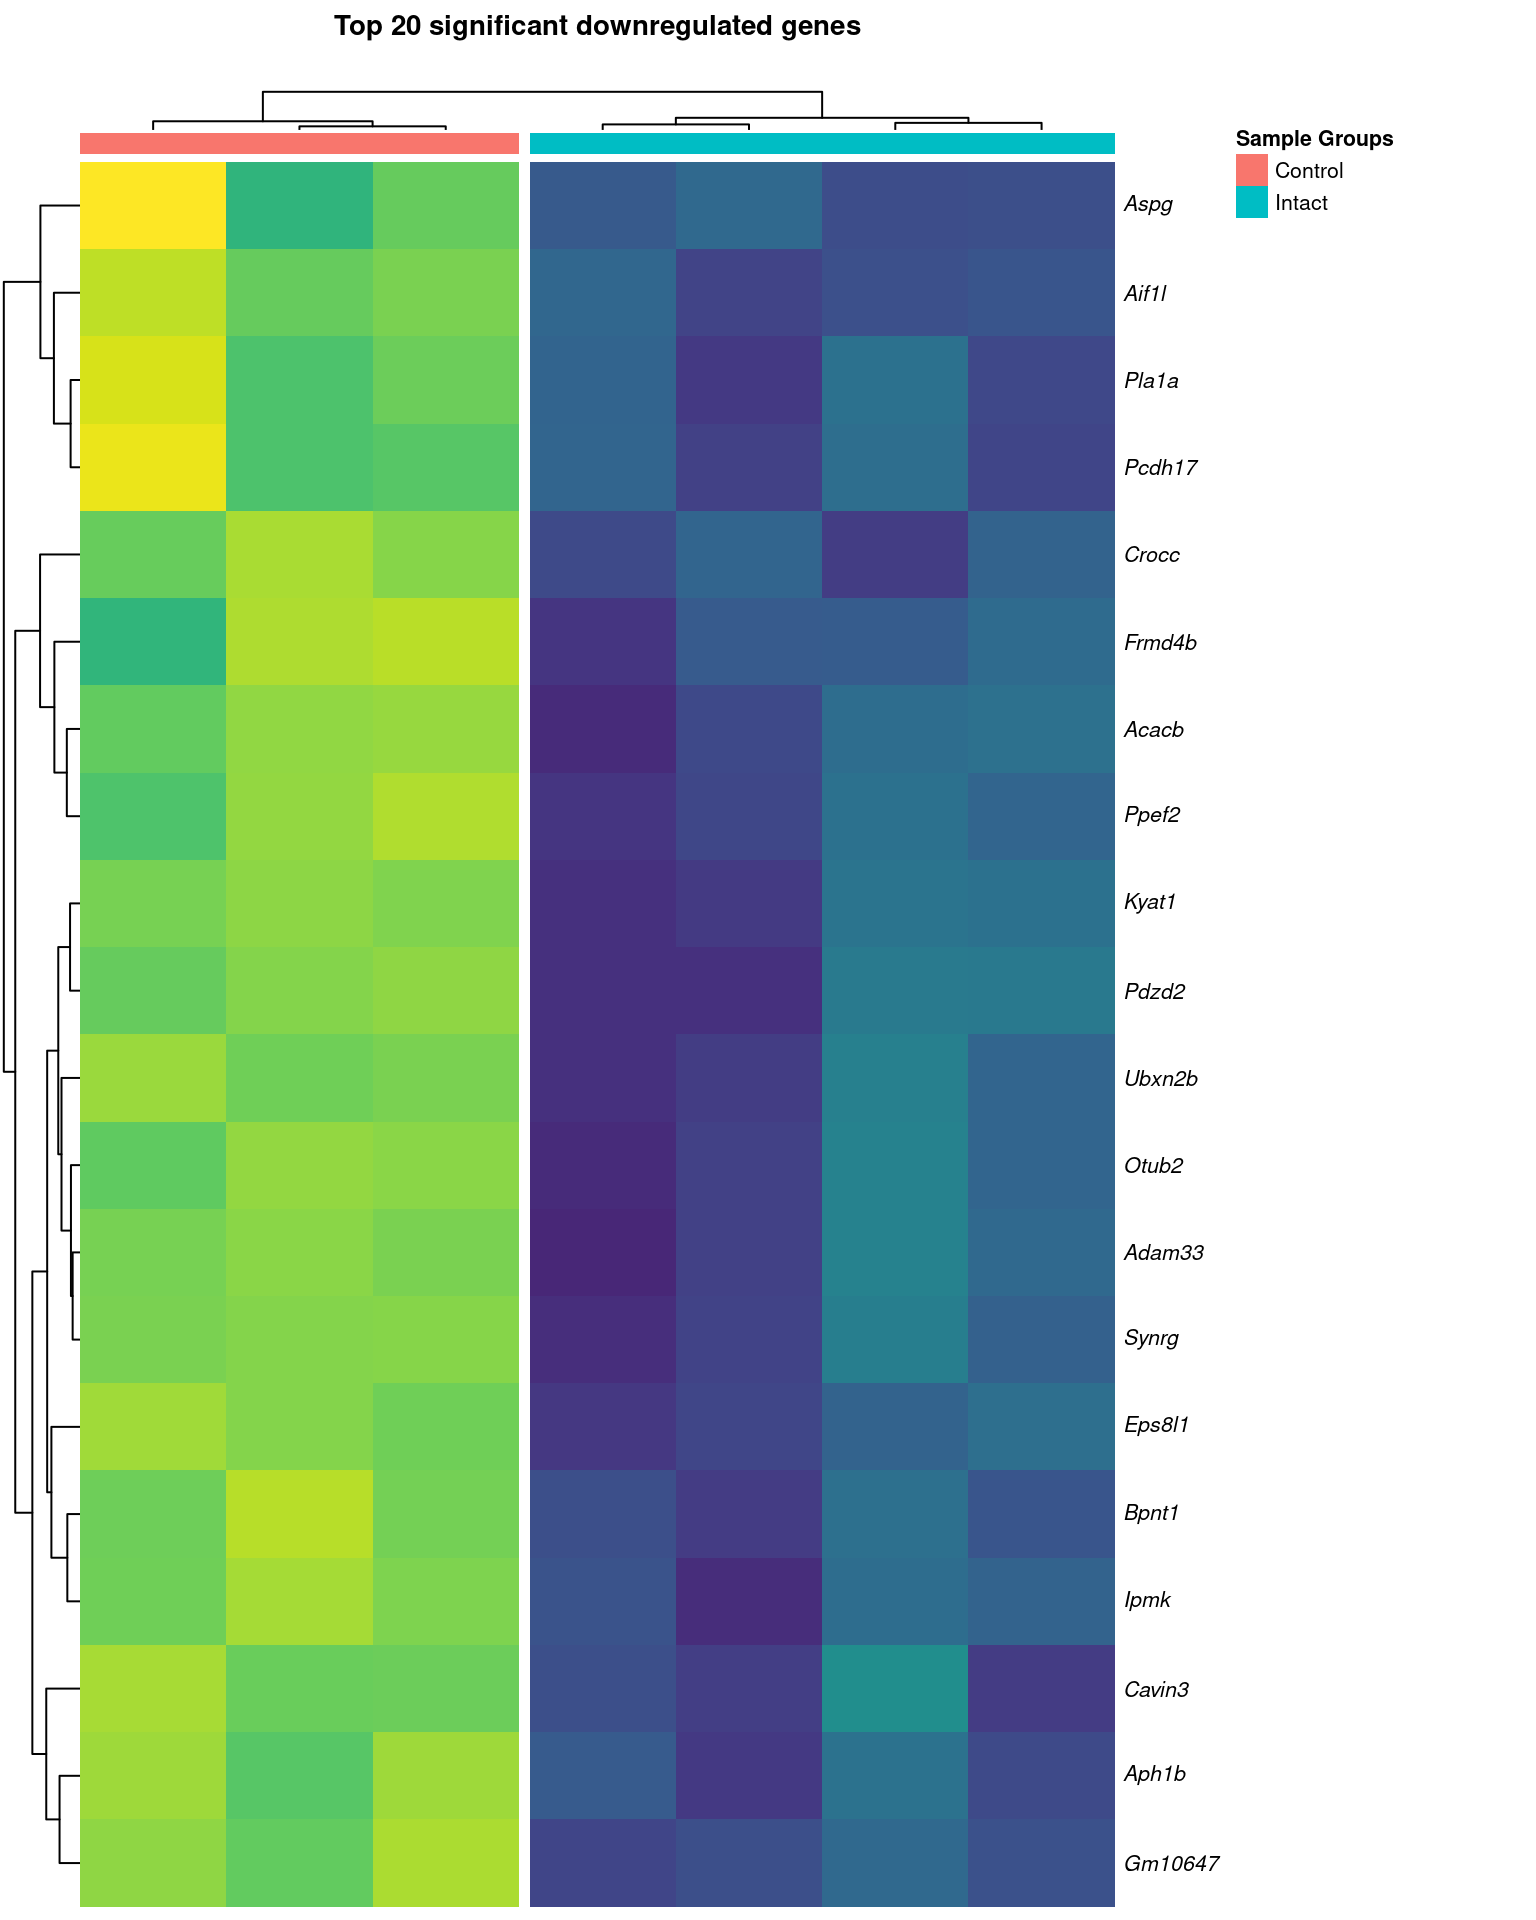 Top 20 significant downregulated genes
Sample Groups
Control
Intact
Aspg
Aif1l
Pla1a
Pcdh17
Crocc
Frmd4b
Acacb
Ppef2
Kyat1
Pdzd2
Ubxn2b
Otub2
Adam33
Synrg
Eps8l1
Bpnt1
Ipmk
Cavin3
Aph1b
Gm10647